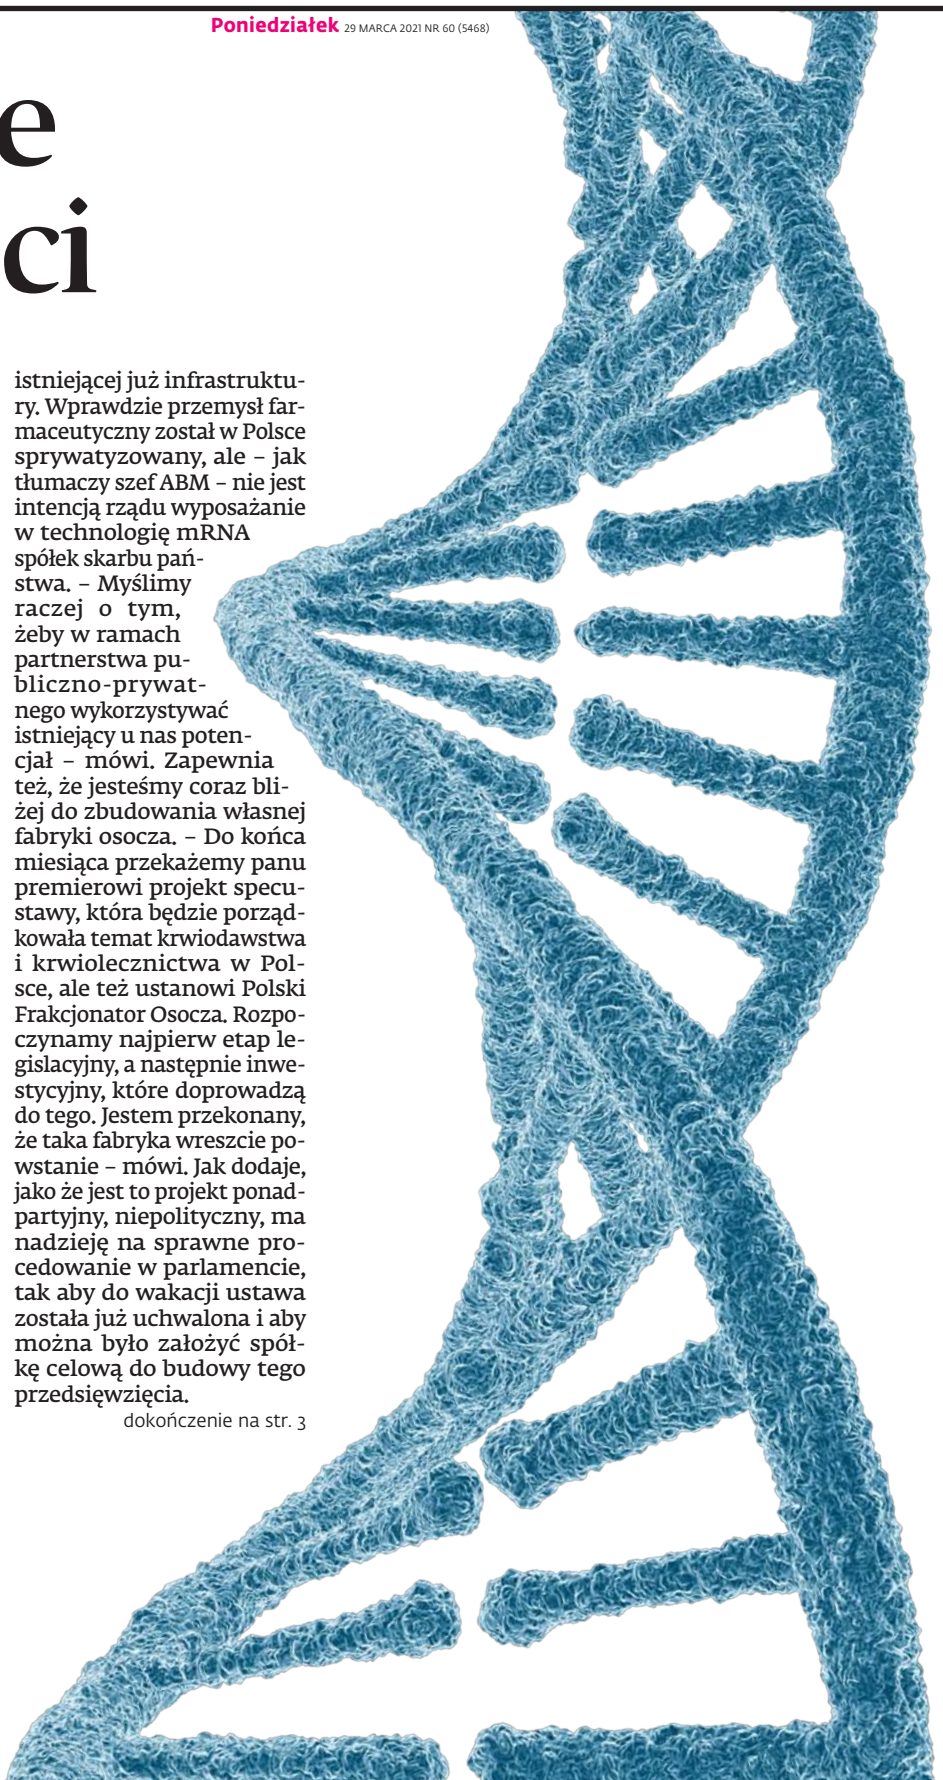 Poniedziałek 29 MARCA 2021 NR 60 (5468)
e
ci
istniejącej już infrastruktu-
ry. Wprawdzie przemysł far-
maceutyczny został w Polsce
sprywatyzowany, ale – jak
tłumaczy szef ABM – nie jest
intencją rządu wyposażanie
w technologię mRNA
spółek skarbu pań-
stwa. – Myślimy
raczej o tym,
żeby w ramach
partnerstwa pu-
bliczno-prywat-
nego wykorzystywać
istniejący u nas poten-
cjał – mówi. Zapewnia
też, że jesteśmy coraz bli-
żej do zbudowania własnej
fabryki osocza. – Do końca
miesiąca przekażemy panu
premierowi projekt specu-
stawy, która będzie porząd-
kowała temat krwiodawstwa
i krwiolecznictwa w Pol-
sce, ale też ustanowi Polski
Frakcjonator Osocza. Rozpo-
czynamy najpierw etap le-
gislacyjny, a następnie inwe-
stycyjny, które doprowadzą
do tego. Jestem przekonany,
że taka fabryka wreszcie po-
wstanie – mówi. Jak dodaje,
jako że jest to projekt ponad-
partyjny, niepolityczny, ma
nadzieję na sprawne pro-
cedowanie w parlamencie,
tak aby do wakacji ustawa
została już uchwalona i aby
można było założyć spół-
kę celową do budowy tego
przedsięwzięcia.
dokończenie na str. 3